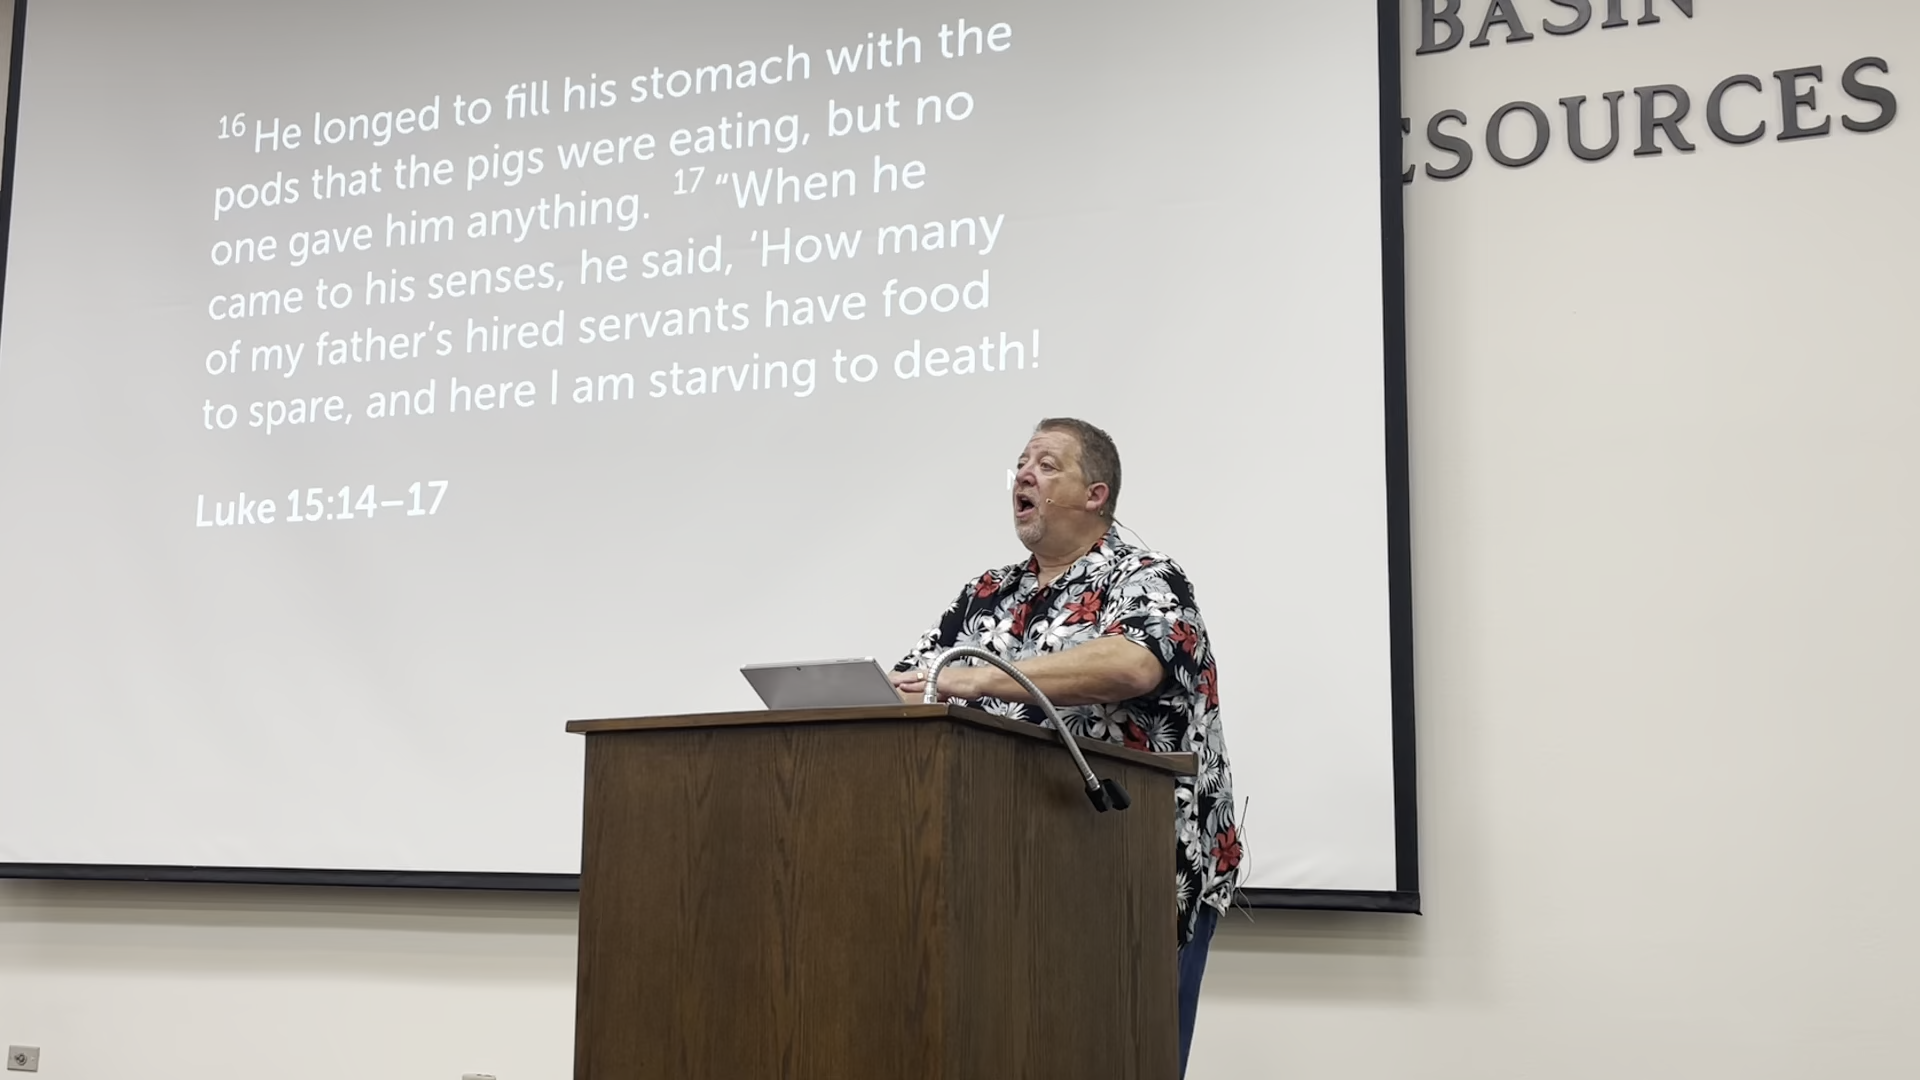 16 He longed to fill his stomach with the
pods that the pigs were eating, but no
one gave him anything. 17 “When he
came to his senses, he said, ‘How many
of my father’s hired servants have food
to spare, and here I am starving to death!
Luke 15:14–17
BASIN
ESOURCES